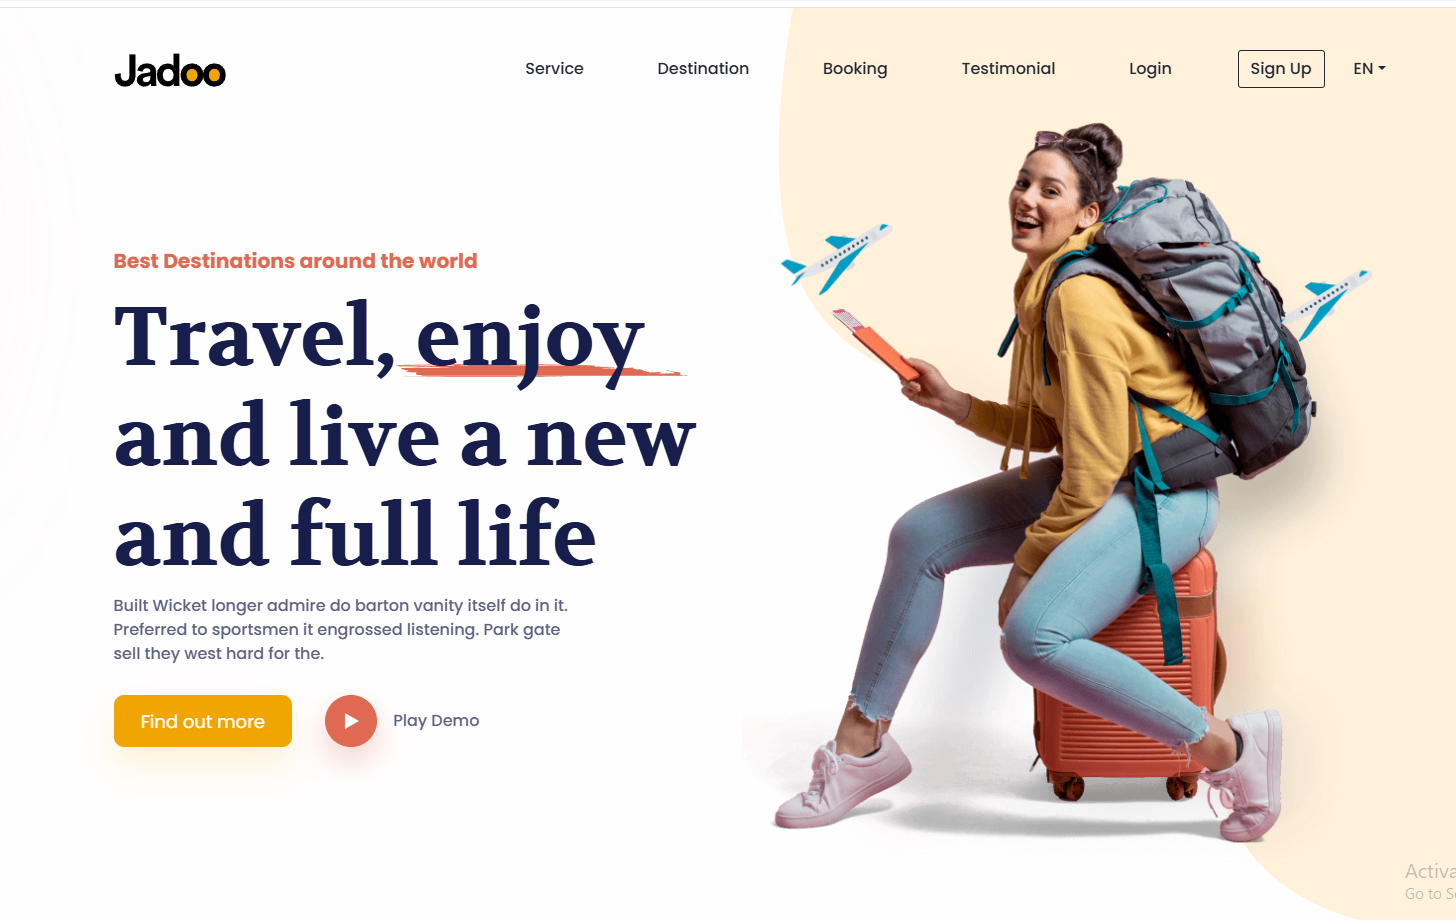 Jadoo
Service
Destination
Booking
Testimonial
Login
Sign Up
EN
Best Destinations around the world
Travel, enjoy
and live a new
and full life
Built Wicket longer admire do barton vanity itself do in it.
Preferred to sportsmen it engrossed listening. Park gate
sell they west hard for the.
Find out more
Play Demo
Activa
Go to S